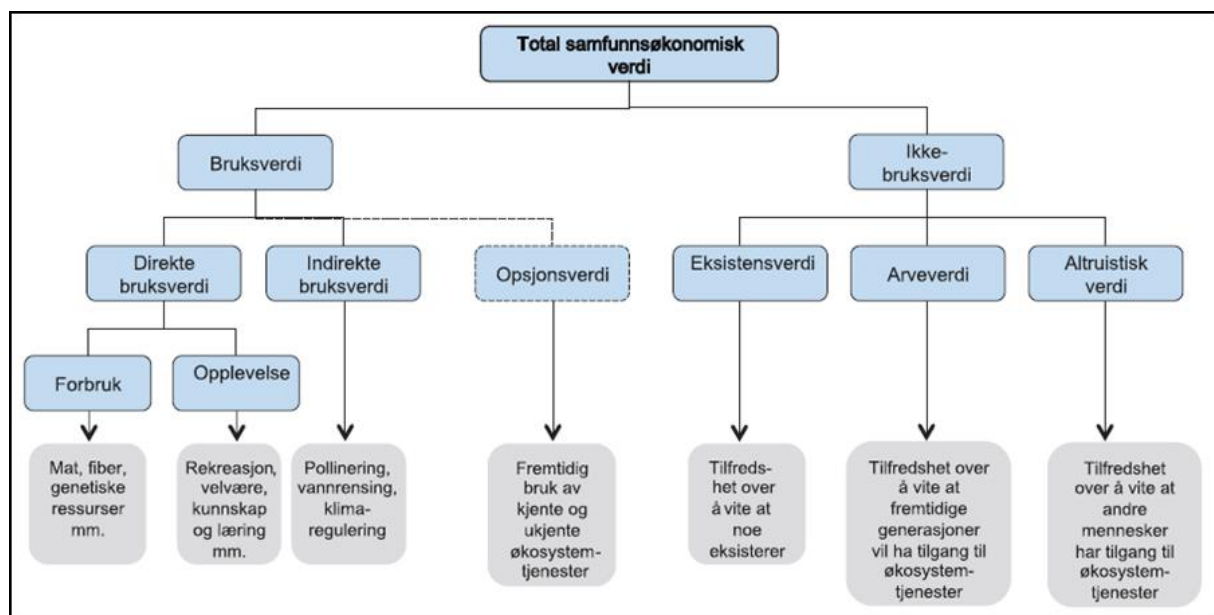 Total samfunnsøkonomisk
verdi
Bruksverdi
Ikke-
bruksverdi
Direkte
bruksverdi
Indirekte
bruksverdi
Opsjonsverdi
Eksistensverdi
Arveverdi
Altruistisk
verdi
Forbruk
Opplevelse
Mat, fiber,
genetiske
ressurser
mm.
Rekreasjon,
velvære,
kunnskap
og læring
mm.
Pollinering,
vannrensing,
klima-
regulering
Fremtidig
bruk av
kjente og
ukjente
økosystem-
tjenester
Tilfreds-
het over
å vite at
noe
eksisterer
Tilfredshet over
å vite at
fremtidige
generasjoner
vil ha tilgang til
økosystem-
tjenester
Tilfredshet
over å vite at
andre
mennesker
har tilgang til
økosystem-
tjenester